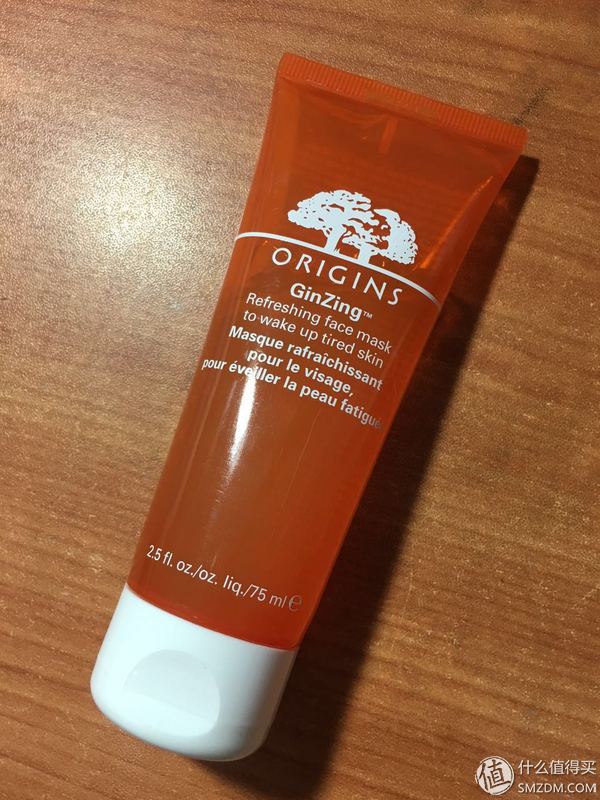 ORIGINS
GinZing™
Refreshing face mask
to wake up tired skin
Masque rafraîchissant
pour le visage,
pour éveiller la peau fatigué
2.5 fl. oz./oz. liq./75 ml ℮
值 什么值得买
SMZDM.COM